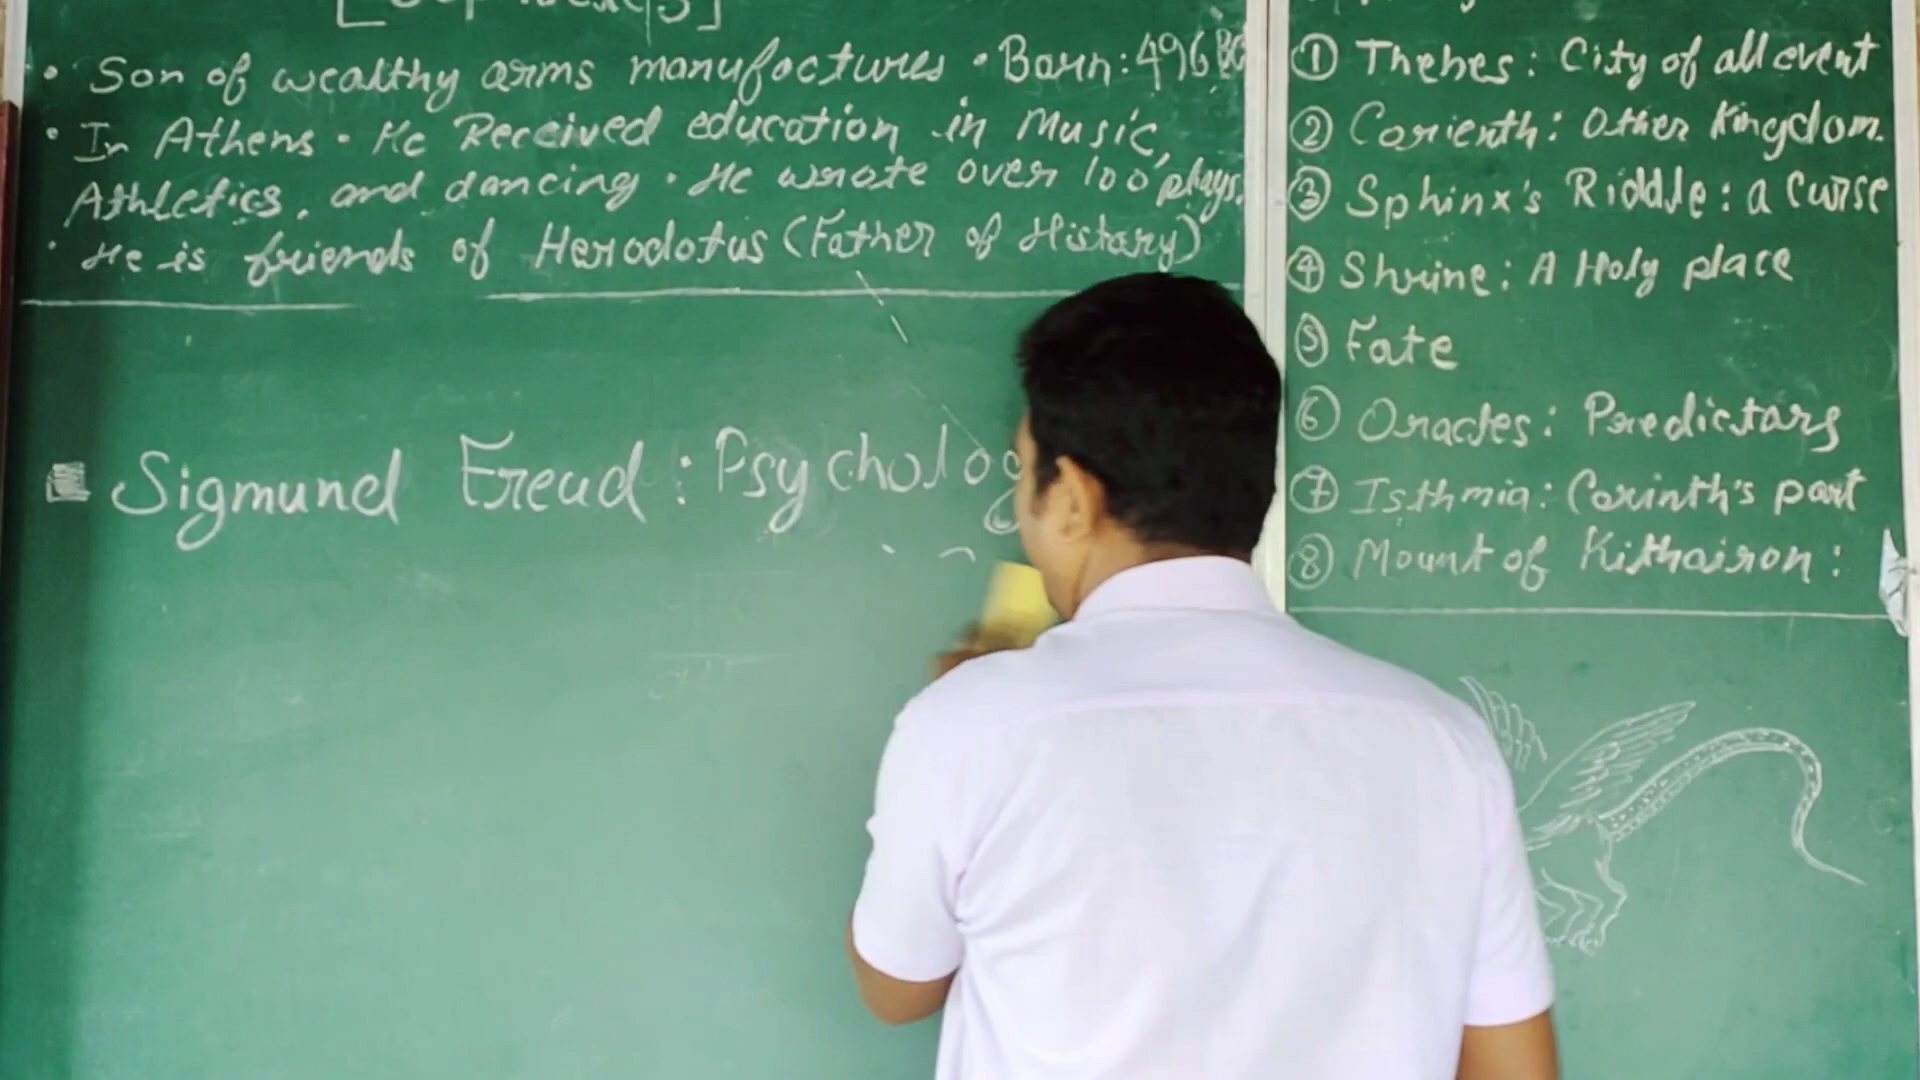 • Son of wealthy arms manufactures • Born: 496 BC
• In Athens • He Received education in Music,
Athletics, and dancing • He wrote over 100 plays.
• He is friends of Herodotus (Father of History)
Sigmund Freud: Psycholog
① Thebes: City of all event
② Corienth: Other Kingdom.
③ Sphinx's Riddle: a Curse
④ Shrine: A Holy place
⑤ Fate
⑥ Oracles: Predictors
⑦ Isthmia: Corinth's part
⑧ Mount of Kithairon: